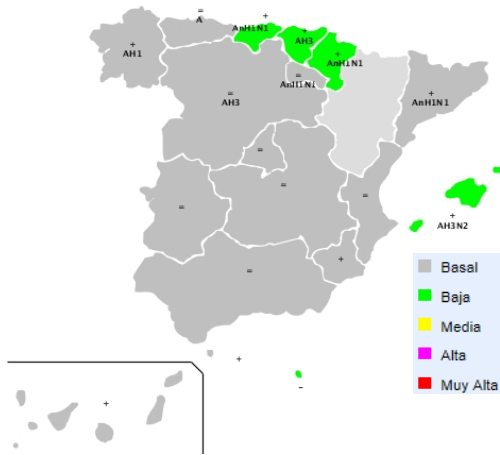 =
A
+
AnH1N1
+
AH3
+
AnH1N1
+
AH1
=
AH3
=
AnH1N1
+
AnH1N1
=
=
=
=
+
AH3N2
=
+
+
-
+
Basal
Baja
Media
Alta
Muy Alta